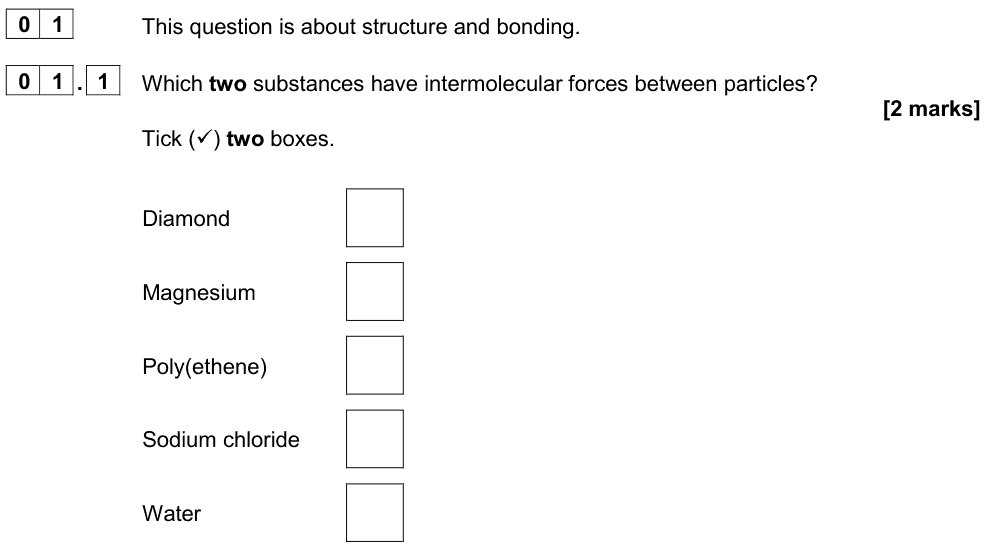 0 1 This question is about structure and bonding.
0 1 . 1 Which two substances have intermolecular forces between particles?
[2 marks]
Tick (✓) two boxes.
Diamond
Magnesium
Poly(ethene)
Sodium chloride
Water